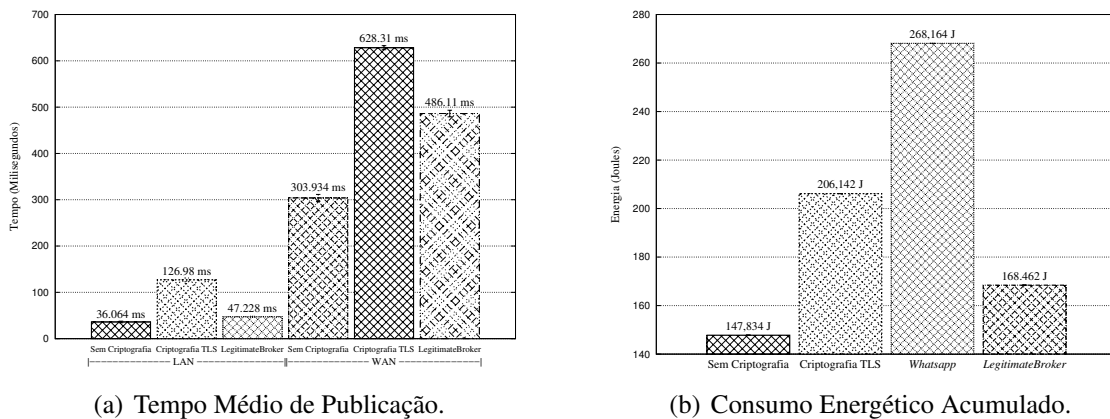 700
600
500
400
300
200
100
0
Tempo (Milisegundos)
36.064 ms
126.98 ms
47.228 ms
303.934 ms
628.31 ms
486.11 ms
Sem Criptografia Criptografia TLS LegitimateBroker Sem Criptografia Criptografia TLS LegitimateBroker
LAN WAN
(a) Tempo Médio de Publicação.
280
260
240
220
200
180
160
140
Energia (Joules)
147,834 J
206,142 J
268,164 J
168.462 J
Sem Criptografia Criptografia TLS Whatsapp LegitimateBroker
(b) Consumo Energético Acumulado.